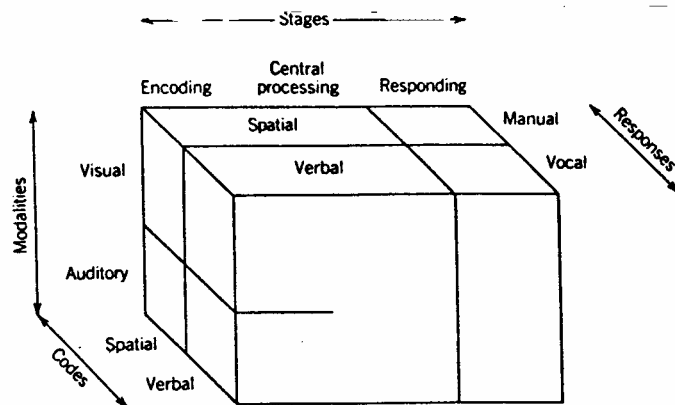 Stages
Encoding
Central
processing
Responding
Spatial
Manual
Visual
Verbal
Vocal
Responses
Modalities
Auditory
Spatial
Verbal
Codes